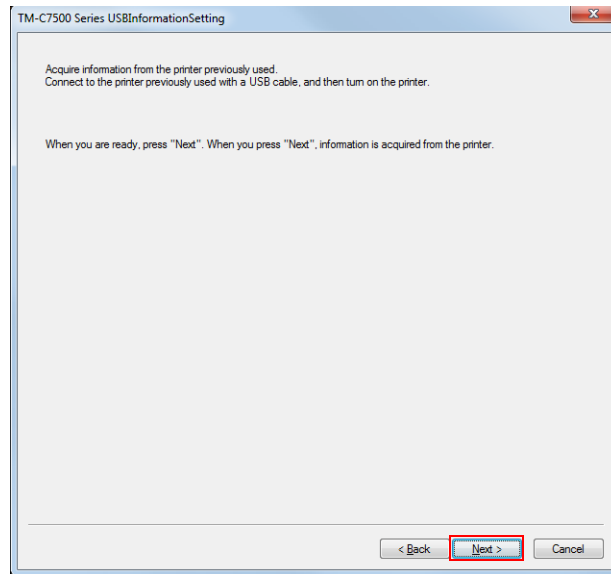 TM-C7500 Series USBInformationSetting
Acquire information from the printer previously used.
Connect to the printer previously used with a USB cable, and then turn on the printer.
When you are ready, press "Next". When you press "Next", information is acquired from the printer.
< Back Next > Cancel